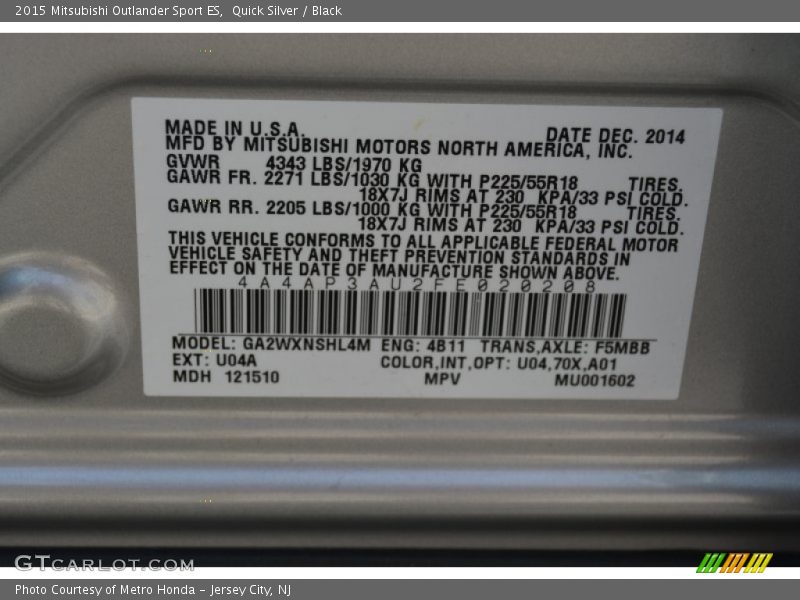 2015 Mitsubishi Outlander Sport ES,  Quick Silver / Black
MADE IN U.S.A. DATE DEC. 2014
MFD BY MITSUBISHI MOTORS NORTH AMERICA, INC.
GVWR 4343 LBS/1970 KG
GAWR FR. 2271 LBS/1030 KG WITH P225/55R18 TIRES,
18X7J RIMS AT 230 KPA/33 PSI COLD.
GAWR RR. 2205 LBS/1000 KG WITH P225/55R18 TIRES.
18X7J RIMS AT 230 KPA/33 PSI COLD.
THIS VEHICLE CONFORMS TO ALL APPLICABLE FEDERAL MOTOR
VEHICLE SAFETY AND THEFT PREVENTION STANDARDS IN
EFFECT ON THE DATE OF MANUFACTURE SHOWN ABOVE.
4A4AP3AU2FE020208
MODEL: GA2WXNSHL4M ENG: 4B11 TRANS,AXLE: F5MBB
EXT: U04A COLOR,INT,OPT: U04,70X,A01
MDH 121510 MPV MU001602
GTCARLOT.COM
Photo Courtesy of Metro Honda – Jersey City, NJ